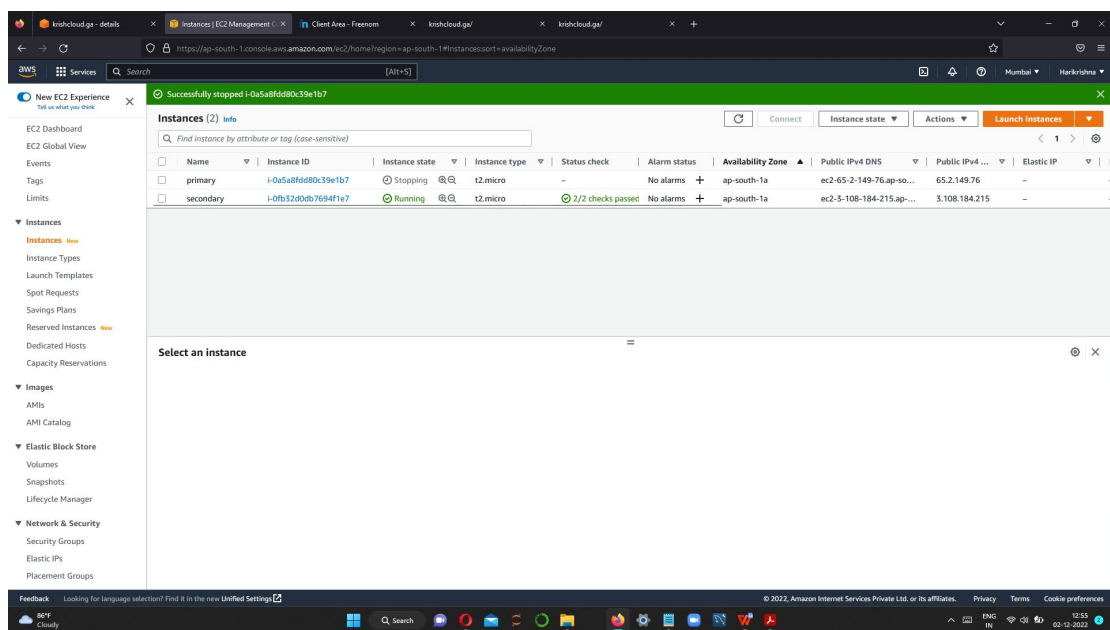 krishcloud.ga - details
Instances | EC2 Management C
Client Area - Freenom
krishcloud.ga/
krishcloud.ga/
https://ap-south-1.console.aws.amazon.com/ec2/home?region=ap-south-1#Instances:sort=availabilityZone
aws Services Search [Alt+S] Mumbai ▼ Harikrishna ▼
New EC2 Experience
Tell us what you think
Successfully stopped i-0a5a8fdd80c39e1b7
EC2 Dashboard
EC2 Global View
Events
Tags
Limits
Instances
Instances New
Instance Types
Launch Templates
Spot Requests
Savings Plans
Reserved Instances New
Dedicated Hosts
Capacity Reservations
Images
AMIs
AMI Catalog
Elastic Block Store
Volumes
Snapshots
Lifecycle Manager
Network & Security
Security Groups
Elastic IPs
Placement Groups
Instances (2) Info
Connect Instance state ▼ Actions ▼ Launch instances ▼
Find instance by attribute or tag (case-sensitive)
1
Name Instance ID Instance state Instance type Status check Alarm status Availability Zone Public IPv4 DNS Public IPv4 ... Elastic IP
primary i-0a5a8fdd80c39e1b7 Stopping t2.micro – No alarms + ap-south-1a ec2-65-2-149-76.ap-so... 65.2.149.76 –
secondary i-0fb32d0db7694f1e7 Running t2.micro 2/2 checks passed No alarms + ap-south-1a ec2-3-108-184-215.ap-... 3.108.184.215 –
Select an instance
Feedback Looking for language selection? Find it in the new Unified Settings © 2022, Amazon Internet Services Private Ltd. or its affiliates. Privacy Terms Cookie preferences
86°F
Cloudy
Search
ENG
IN
12:55
02-12-2022